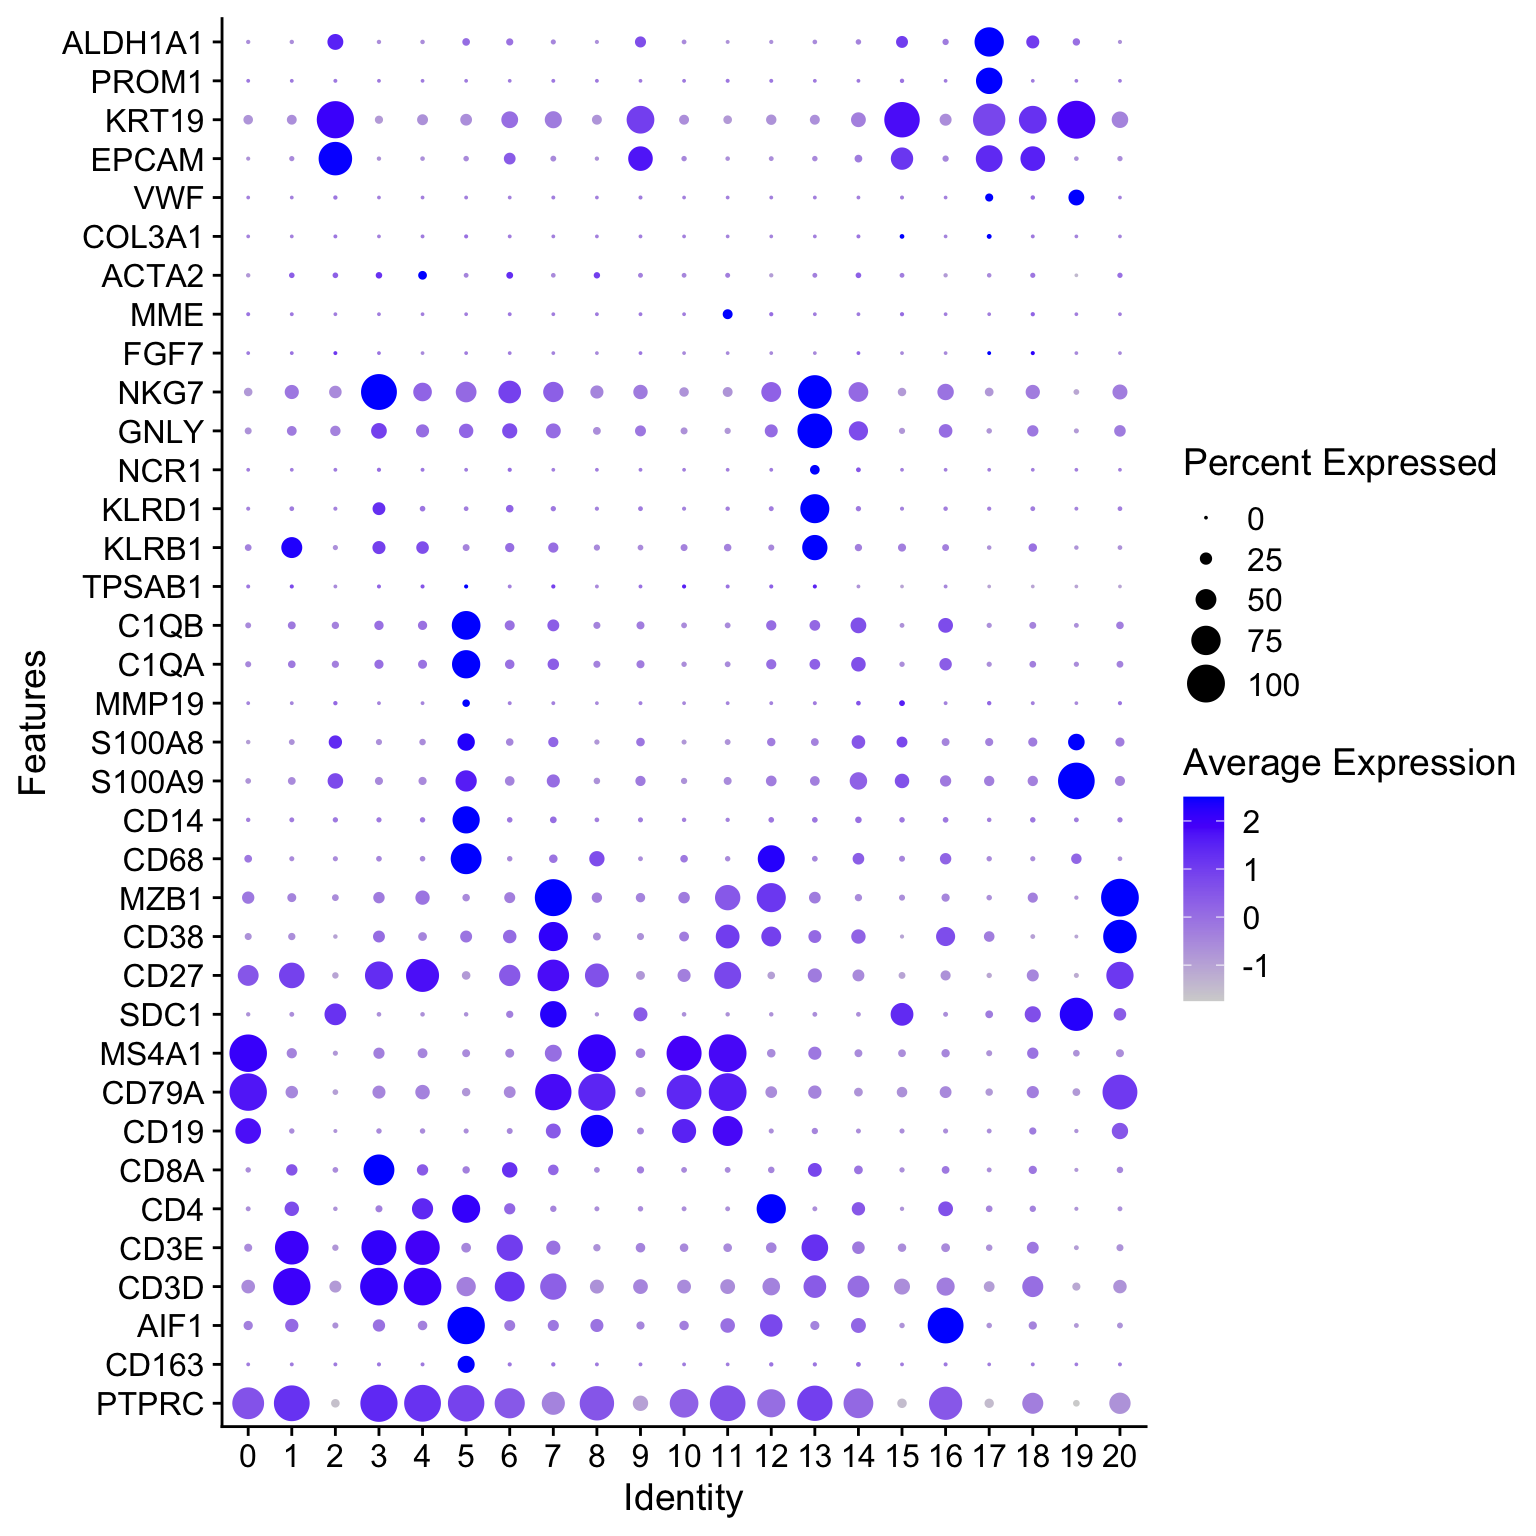 ALDH1A1
PROM1
KRT19
EPCAM
VWF
COL3A1
ACTA2
MME
FGF7
NKG7
GNLY
NCR1
KLRD1
KLRB1
TPSAB1
C1QB
C1QA
MMP19
S100A8
S100A9
CD14
CD68
MZB1
CD38
CD27
SDC1
MS4A1
CD79A
CD19
CD8A
CD4
CD3E
CD3D
AIF1
CD163
PTPRC
Features
0 1 2 3 4 5 6 7 8 9 10 11 12 13 14 15 16 17 18 19 20
Identity
Percent Expressed
0
25
50
75
100
Average Expression
2
1
0
-1